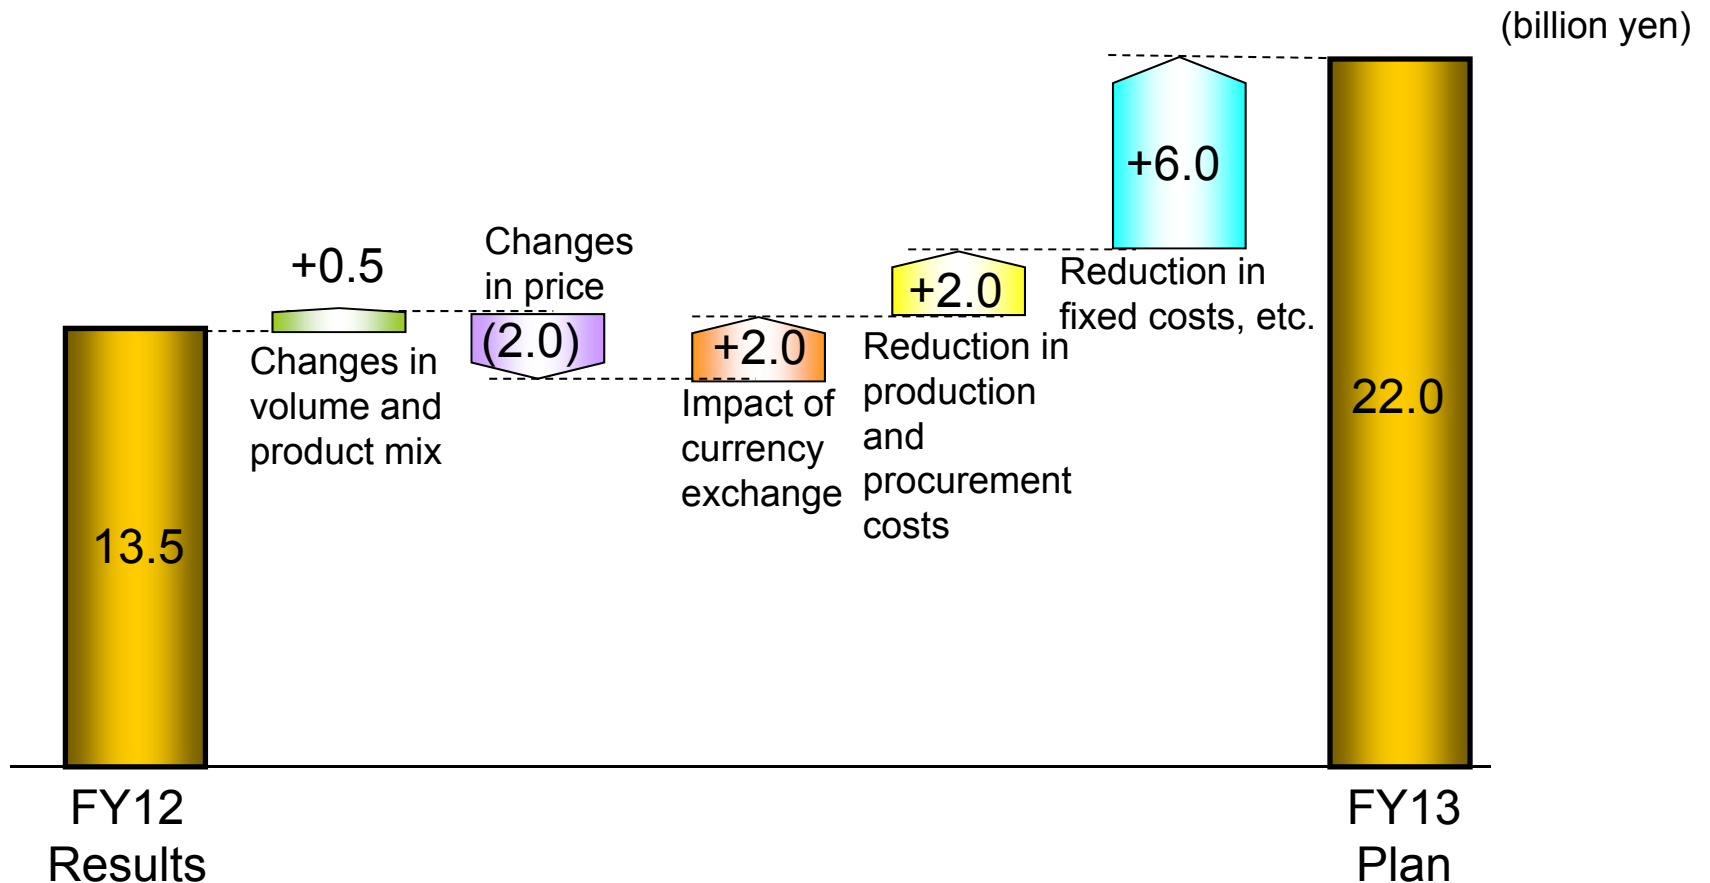 (billion yen)
+0.5
Changes in
volume and
product mix
Changes
in price
(2.0)
+2.0
Impact of
currency
exchange
+2.0
Reduction in
production
and
procurement
costs
+6.0
Reduction in
fixed costs, etc.
13.5
22.0
FY12
Results
FY13
Plan